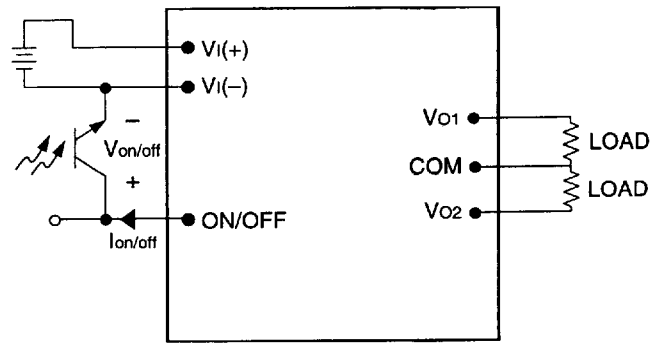 VI(+)
VI(–)
–
Von/off
+
ON/OFF
Ion/off
VO1
COM
VO2
LOAD
LOAD